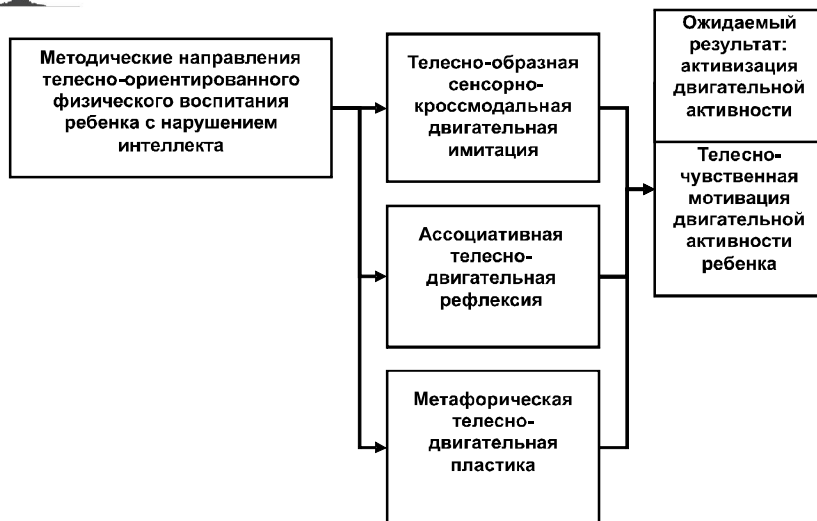 Методические направления
телесно-ориентированного
физического воспитания
ребенка с нарушением
интеллекта
Телесно-образная
сенсорно-
кроссмодальная
двигательная
имитация
Ассоциативная
телесно-
двигательная
рефлексия
Метафорическая
телесно-
двигательная
пластика
Ожидаемый
результат:
активизация
двигательной
активности
Телесно-
чувственная
мотивация
двигательной
активности
ребенка